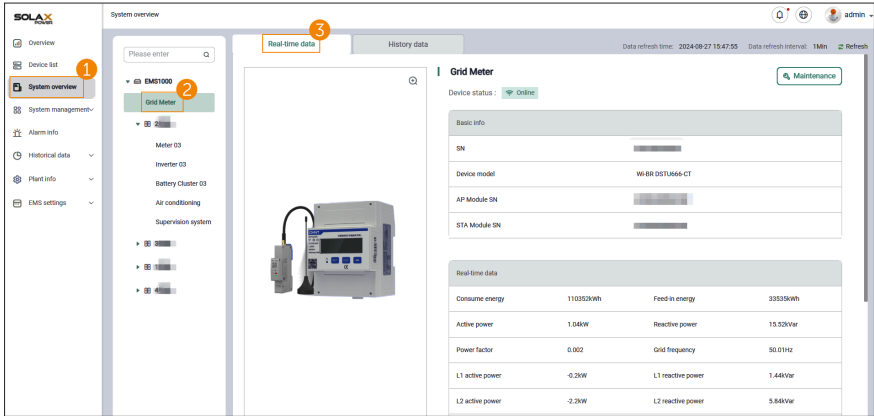 SOLAX
POWER
System overview
admin
Overview
Device list
System overview
System management
Alarm info
Historical data
Plant info
EMS settings
1
2
3
Please enter
EMS1000
Grid Meter
2
Meter 03
Inverter 03
Battery Cluster 03
Air conditioning
Supervision system
3
1
4
Real-time data
History data
Data refresh time: 2024-08-27 15:47:55 Data refresh interval: 1Min Refresh
Grid Meter
Maintenance
Device status : Online
Basic info
SN
Device model WI-BR DSTU666-CT
AP Module SN
STA Module SN
Real-time data
Consume energy 110352kWh Feed-in energy 33535kWh
Active power 1.04kW Reactive power 15.52kVar
Power factor 0.002 Grid frequency 50.01Hz
L1 active power -0.2kW L1 reactive power 1.44kVar
L2 active power -2.2kW L2 reactive power 5.84kVar